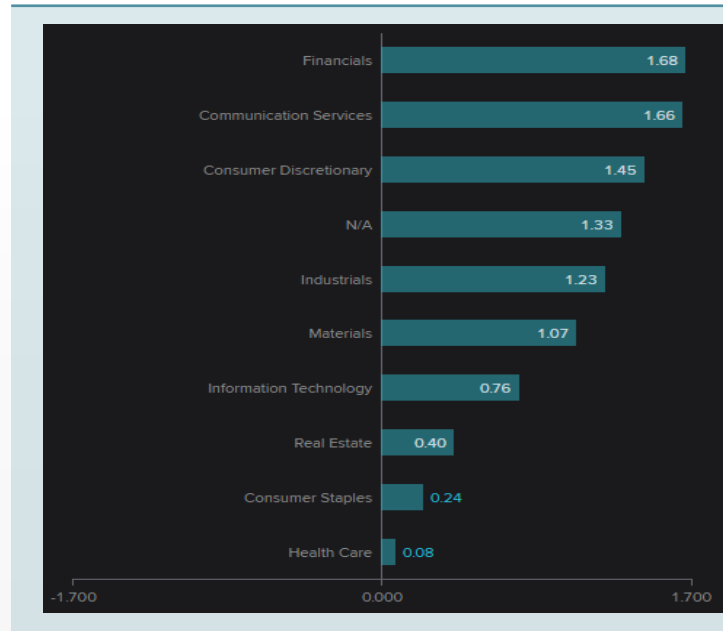 Financials 1.68
Communication Services 1.66
Consumer Discretionary 1.45
N/A 1.33
Industrials 1.23
Materials 1.07
Information Technology 0.76
Real Estate 0.40
Consumer Staples 0.24
Health Care 0.08
-1.700 0.000 1.700